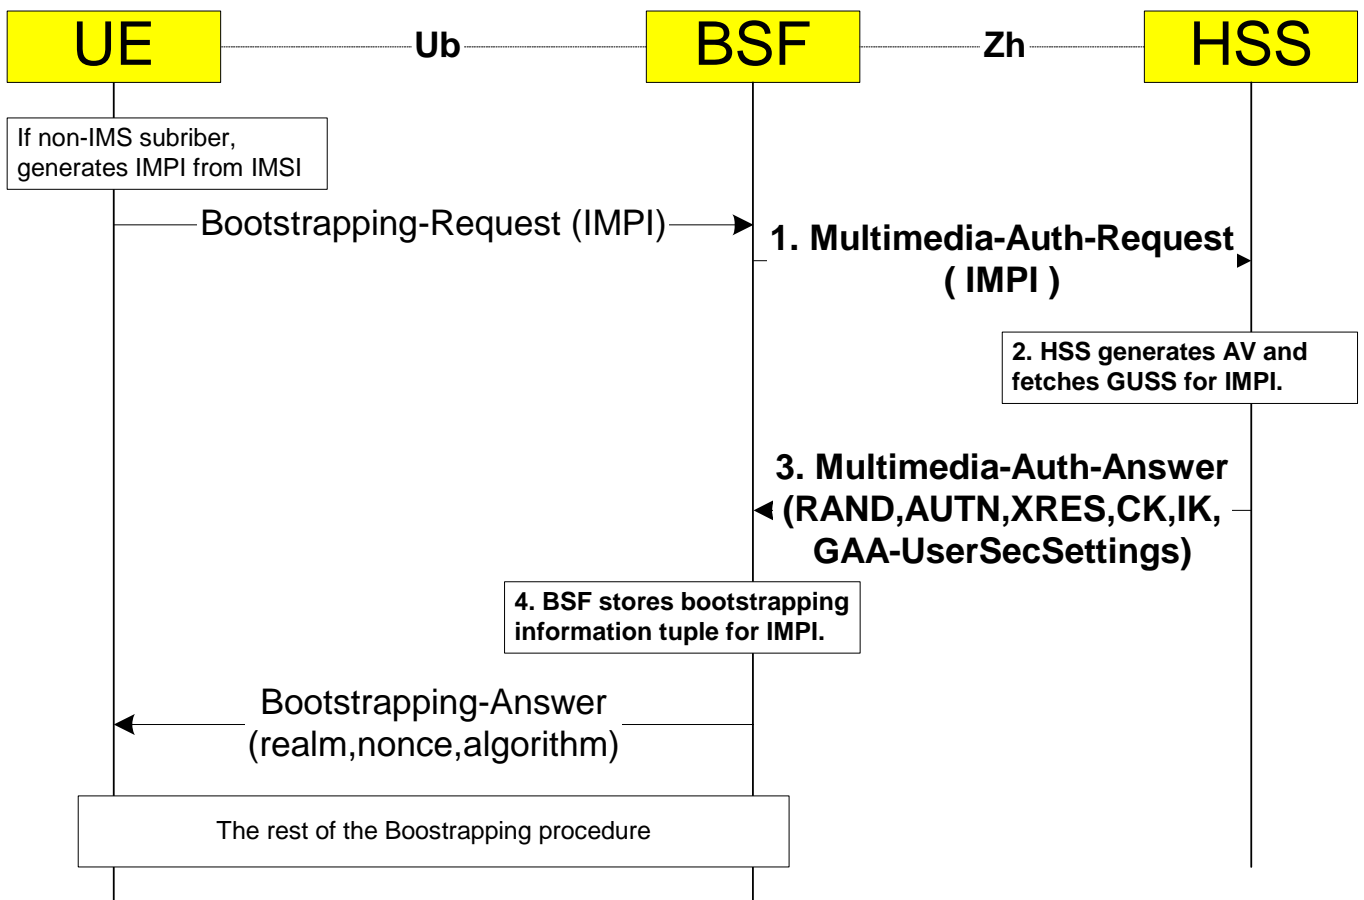 UE
Ub
BSF
Zh
HSS
If non-IMS subriber,
generates IMPI from IMSI
Bootstrapping-Request (IMPI)
1. Multimedia-Auth-Request
( IMPI )
2. HSS generates AV and
fetches GUSS for IMPI.
3. Multimedia-Auth-Answer
(RAND,AUTN,XRES,CK,IK,
GAA-UserSecSettings)
4. BSF stores bootstrapping
information tuple for IMPI.
Bootstrapping-Answer
(realm,nonce,algorithm)
The rest of the Boostrapping procedure